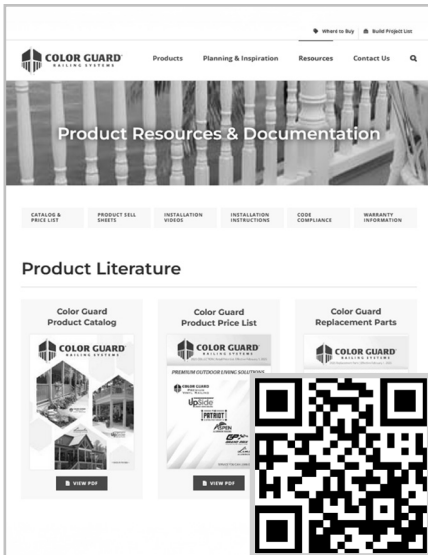 Where to Buy
Build Project List
COLOR GUARD
RAILING SYSTEMS
Products
Planning & Inspiration
Resources
Contact Us
Product Resources & Documentation
CATALOG &
PRICE LIST
PRODUCT SELL
SHEETS
INSTALLATION
VIDEOS
INSTALLATION
INSTRUCTIONS
CODE
COMPLIANCE
WARRANTY
INFORMATION
Product Literature
Color Guard
Product Catalog
COLOR GUARD
RAILING SYSTEMS
VIEW PDF
Color Guard
Product Price List
COLOR GUARD
RAILING SYSTEMS
PREMIUM OUTDOOR LIVING SOLUTIONS
COLOR GUARD
UpSide
PATRIOT
ASPEN
VIEW PDF
Color Guard
Replacement Parts
COLOR GUARD
RAILING SYSTEMS